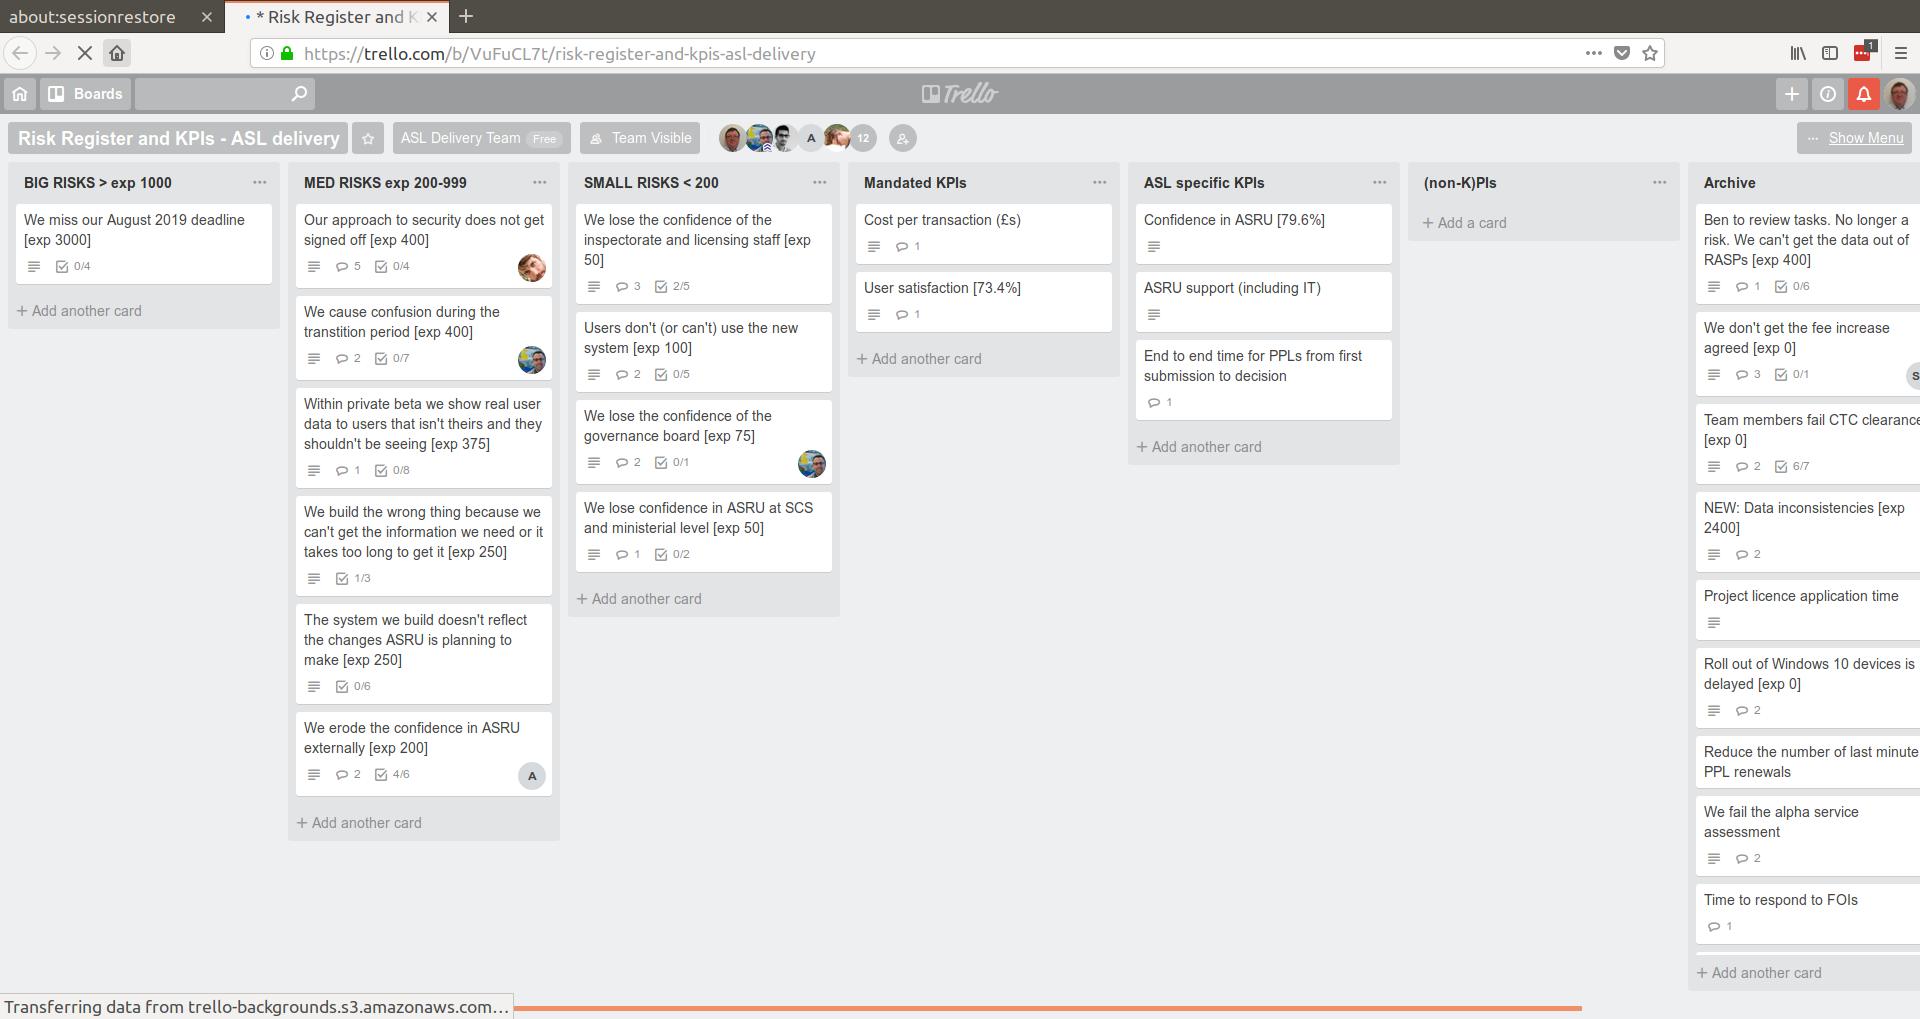 about:sessionrestore
* Risk Register and K
https://trello.com/b/VuFuCL7t/risk-register-and-kpis-asl-delivery
1
Boards
Trello
Risk Register and KPIs - ASL delivery
ASL Delivery Team Free
Team Visible
A
12
Show Menu
BIG RISKS > exp 1000
We miss our August 2019 deadline
[exp 3000]
0/4
+ Add another card
MED RISKS exp 200-999
Our approach to security does not get
signed off [exp 400]
5 0/4
We cause confusion during the
transtition period [exp 400]
2 0/7
Within private beta we show real user
data to users that isn't theirs and they
shouldn't be seeing [exp 375]
1 0/8
We build the wrong thing because we
can't get the information we need or it
takes too long to get it [exp 250]
1/3
The system we build doesn't reflect
the changes ASRU is planning to
make [exp 250]
0/6
We erode the confidence in ASRU
externally [exp 200]
2 4/6 A
+ Add another card
SMALL RISKS < 200
We lose the confidence of the
inspectorate and licensing staff [exp
50]
3 2/5
Users don't (or can't) use the new
system [exp 100]
2 0/5
We lose the confidence of the
governance board [exp 75]
2 0/1
We lose confidence in ASRU at SCS
and ministerial level [exp 50]
1 0/2
+ Add another card
Mandated KPIs
Cost per transaction (£s)
1
User satisfaction [73.4%]
1
+ Add another card
ASL specific KPIs
Confidence in ASRU [79.6%]
ASRU support (including IT)
End to end time for PPLs from first
submission to decision
1
+ Add another card
(non-K)PIs
+ Add a card
Archive
Ben to review tasks. No longer a
risk. We can't get the data out of
RASPs [exp 400]
1 0/6
We don't get the fee increase
agreed [exp 0]
3 0/1 S
Team members fail CTC clearance
[exp 0]
2 6/7
NEW: Data inconsistencies [exp
2400]
2
Project licence application time
Roll out of Windows 10 devices is
delayed [exp 0]
2
Reduce the number of last minute
PPL renewals
We fail the alpha service
assessment
2
Time to respond to FOIs
1
+ Add another card
Transferring data from trello-backgrounds.s3.amazonaws.com…